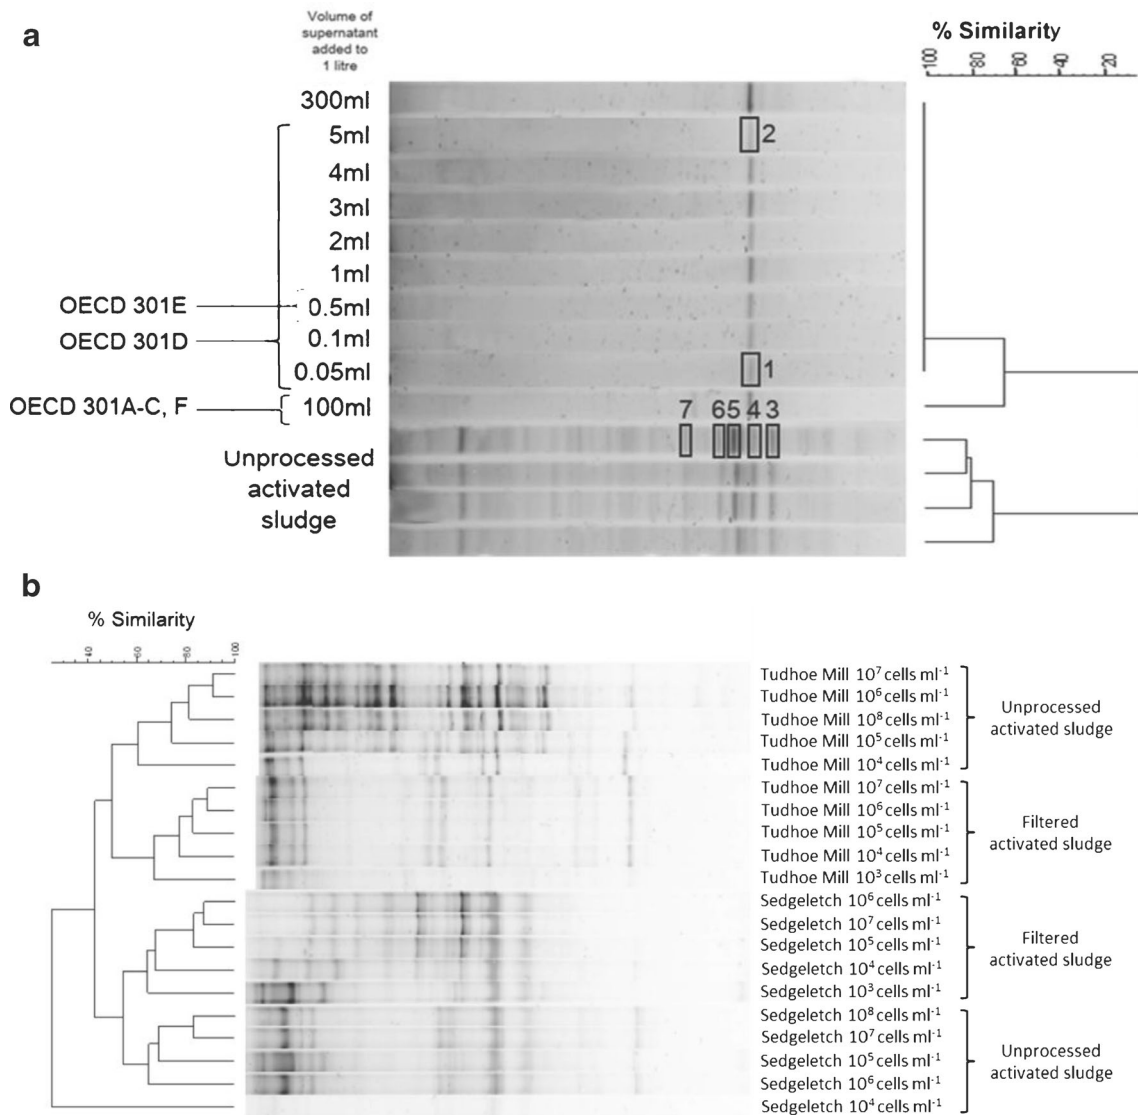 a
Volume of
supernatant
added to
1 litre
% Similarity
100
80
60
40
20
300ml
5ml
2
4ml
3ml
2ml
1ml
OECD 301E
0.5ml
OECD 301D
0.1ml
0.05ml
1
OECD 301A-C, F
100ml
7 6 5 4 3
Unprocessed
activated
sludge
b
% Similarity
40
60
80
100
Tudhoe Mill 10⁷ cells ml⁻¹
Tudhoe Mill 10⁶ cells ml⁻¹
Tudhoe Mill 10⁸ cells ml⁻¹
Tudhoe Mill 10⁵ cells ml⁻¹
Tudhoe Mill 10⁴ cells ml⁻¹
Unprocessed
activated sludge
Tudhoe Mill 10⁷ cells ml⁻¹
Tudhoe Mill 10⁶ cells ml⁻¹
Tudhoe Mill 10⁵ cells ml⁻¹
Tudhoe Mill 10⁴ cells ml⁻¹
Tudhoe Mill 10³ cells ml⁻¹
Filtered
activated sludge
Sedgeletch 10⁶ cells ml⁻¹
Sedgeletch 10⁷ cells ml⁻¹
Sedgeletch 10⁵ cells ml⁻¹
Sedgeletch 10⁴ cells ml⁻¹
Sedgeletch 10³ cells ml⁻¹
Filtered
activated sludge
Sedgeletch 10⁸ cells ml⁻¹
Sedgeletch 10⁷ cells ml⁻¹
Sedgeletch 10⁵ cells ml⁻¹
Sedgeletch 10⁶ cells ml⁻¹
Sedgeletch 10⁴ cells ml⁻¹
Unprocessed
activated sludge